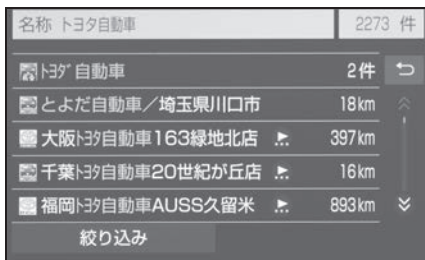 名称 トヨタ自動車 2273 件
トヨダ自動車 2件
とよだ自動車／埼玉県川口市 18km
大阪トヨタ自動車163緑地北店 397km
千葉トヨタ自動車20世紀が丘店 16km
福岡トヨタ自動車AUSS久留米 893km
絞り込み